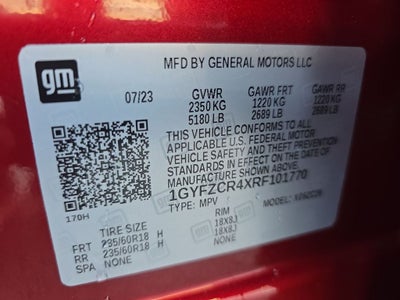 gm
MFD BY GENERAL MOTORS LLC
07/23 GVWR GAWR FRT GAWR RR
2350 KG 1220 KG 1220 KG
5180 LB 2689 LB 2689 LB
THIS VEHICLE CONFORMS TO ALL
APPLICABLE U.S. FEDERAL MOTOR
VEHICLE SAFETY AND THEFT PREVENTION
STANDARDS IN EFFECT ON THE DATE OF
MANUFACTURE SHOWN ABOVE.
1GYFZCR4XRF101770
TYPE: MPV MODEL:
170H
TIRE SIZE RIM
FRT 235/60R18 H 18X8J
RR 235/60R18 H 18X8J
SPA NONE NONE